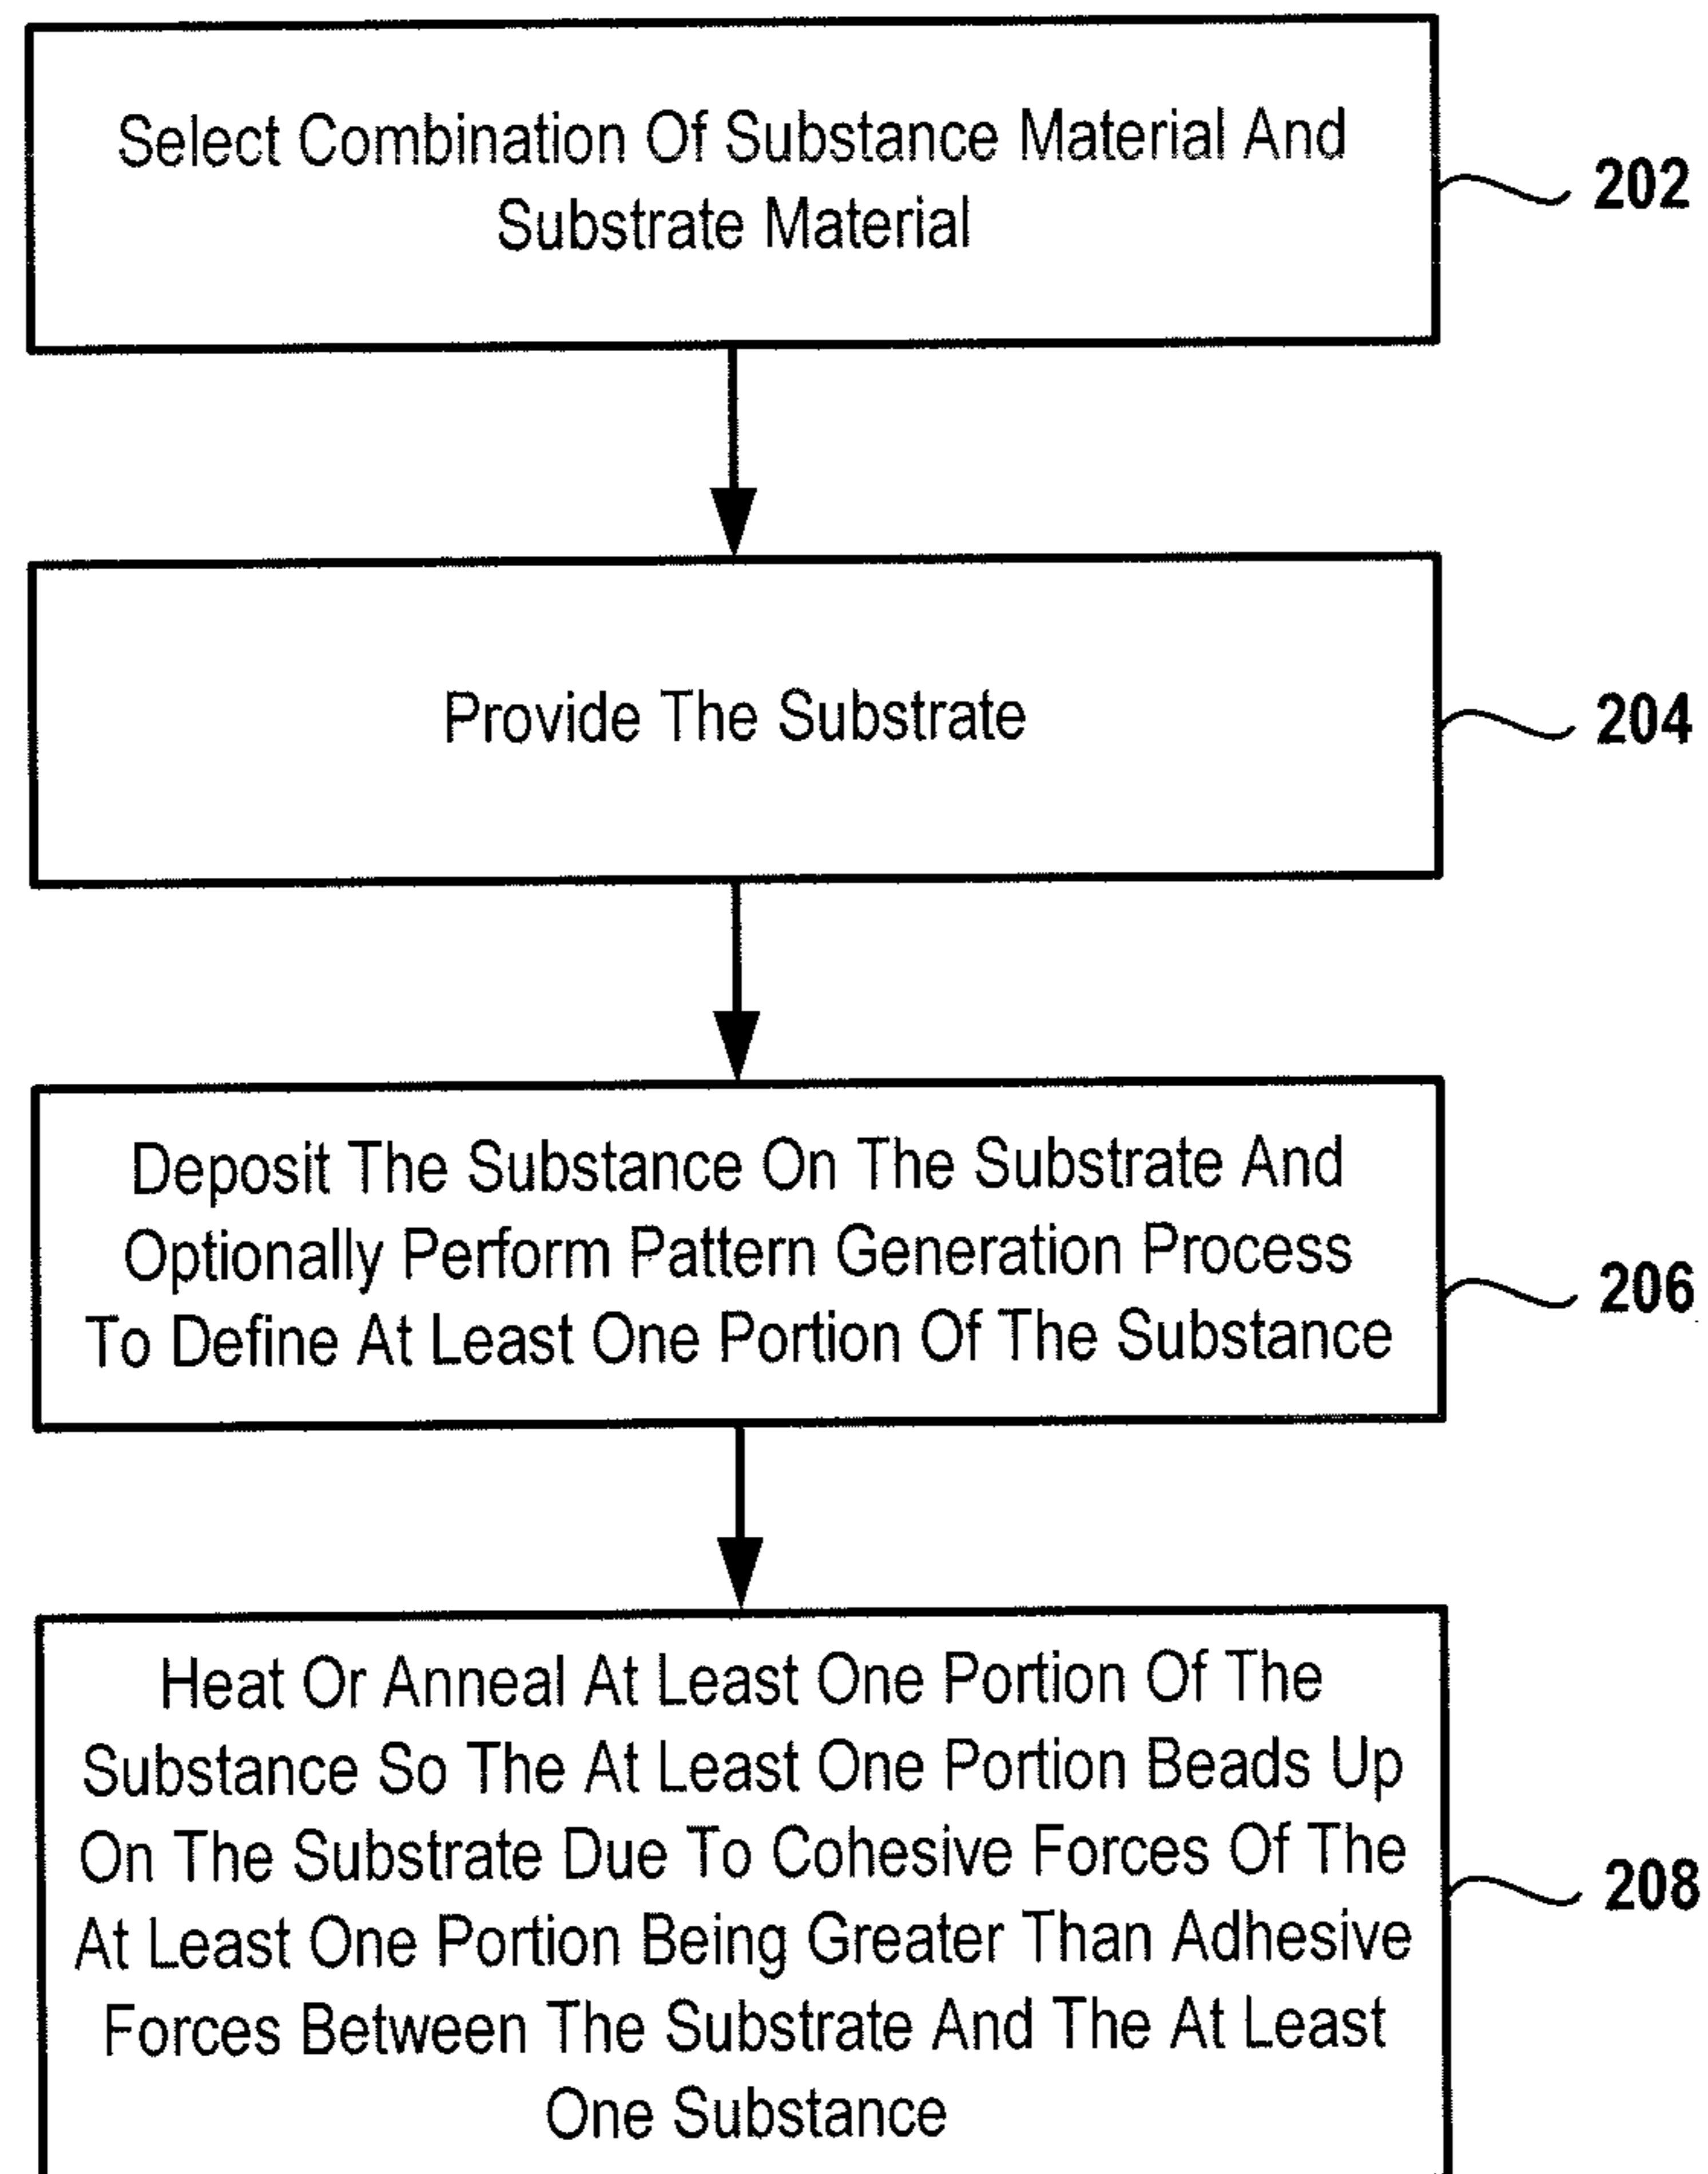 Select Combination Of Substance Material And
Substrate Material
202
Provide The Substrate
204
Deposit The Substance On The Substrate And
Optionally Perform Pattern Generation Process
To Define At Least One Portion Of The Substance
206
Heat Or Anneal At Least One Portion Of The
Substance So The At Least One Portion Beads Up
On The Substrate Due To Cohesive Forces Of The
At Least One Portion Being Greater Than Adhesive
Forces Between The Substrate And The At Least
One Substance
208